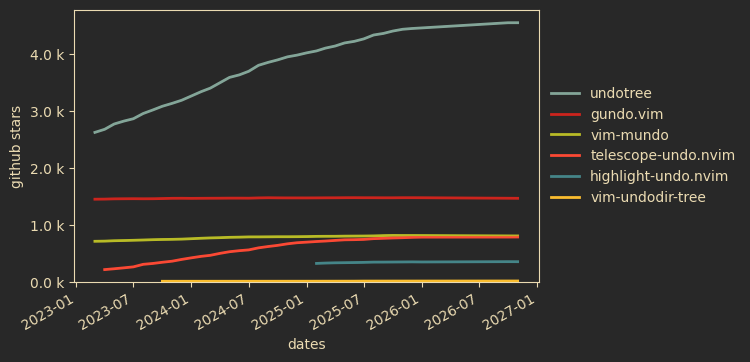 github stars
4.0 k
3.0 k
2.0 k
1.0 k
0.0 k
2023-01
2023-07
2024-01
2024-07
2025-01
2025-07
2026-01
2026-07
2027-01
dates
undotree
gundo.vim
vim-mundo
telescope-undo.nvim
highlight-undo.nvim
vim-undodir-tree